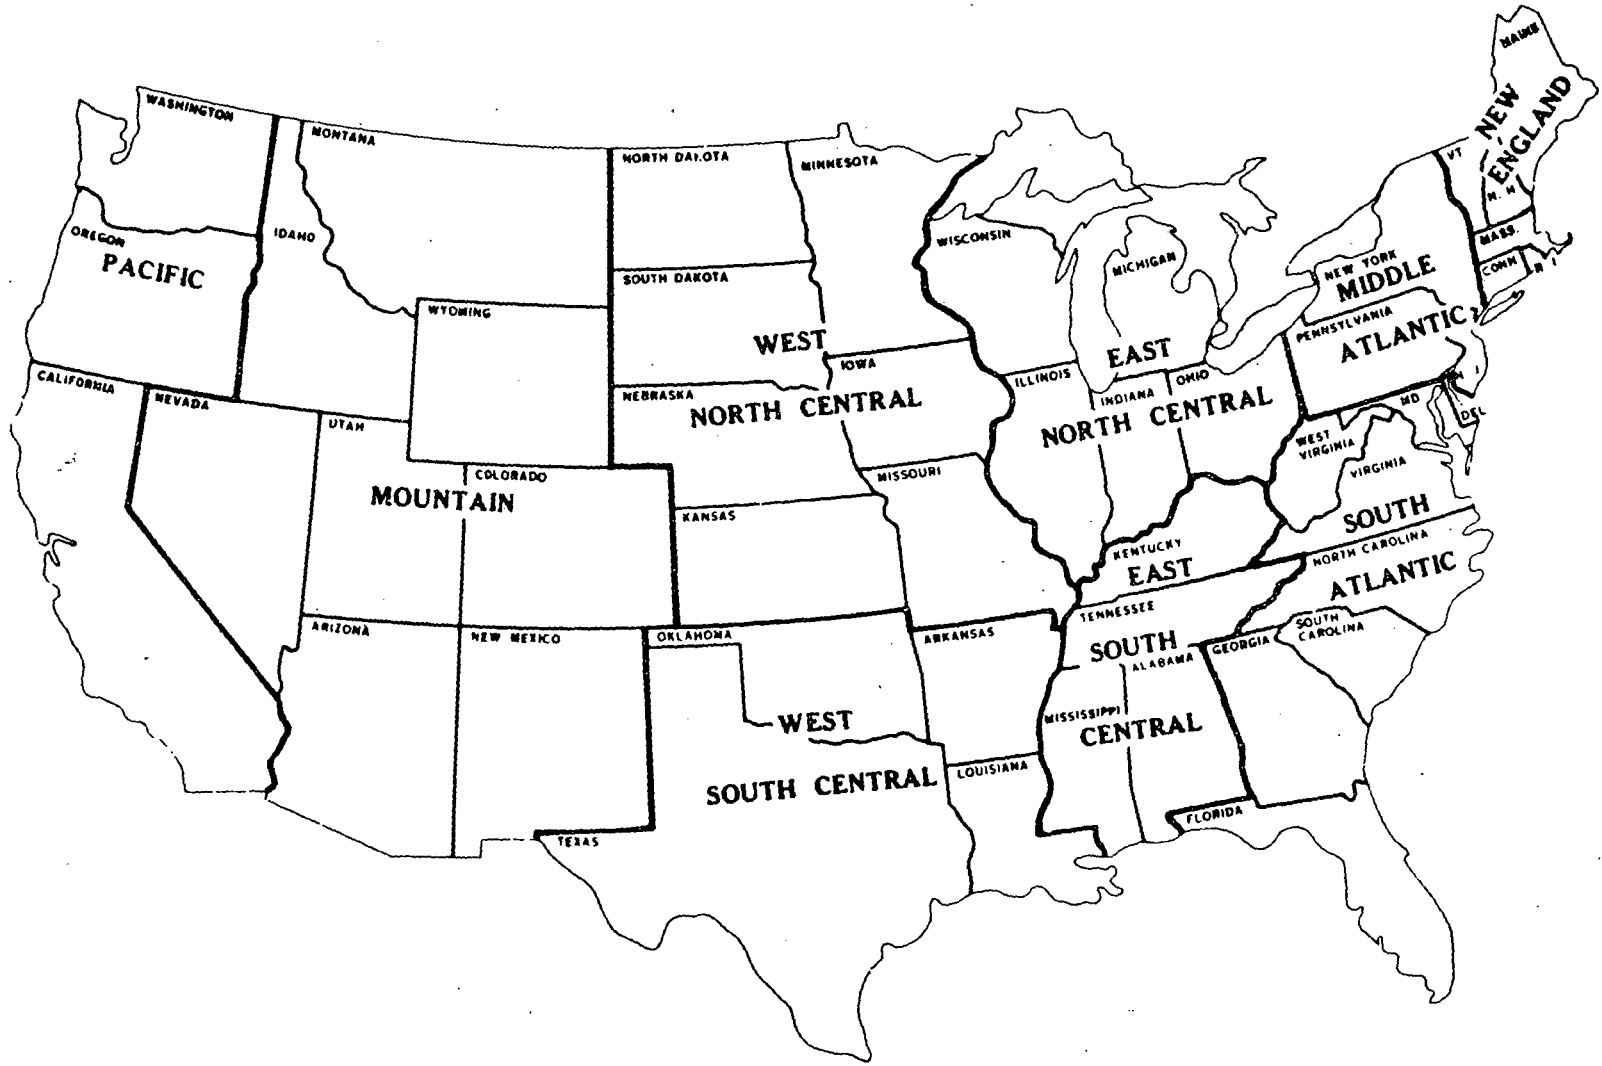 MAINE
NEW
ENGLAND
WASHINGTON
MONTANA
NORTH DAKOTA
MINNESOTA
VT
N. H.
OREGON
IDAHO
WISCONSIN
MASS.
PACIFIC
SOUTH DAKOTA
MICHIGAN
NEW YORK
CONN
R I
MIDDLE
WYOMING
PENNSYLVANIA
ATLANTIC
WEST
EAST
IOWA
CALIFORNIA
NEVADA
NEBRASKA
ILLINOIS
INDIANA
OHIO
NORTH CENTRAL
NORTH CENTRAL
MD
DEL
UTAH
WEST
VIRGINIA
VIRGINIA
COLORADO
MISSOURI
MOUNTAIN
KANSAS
SOUTH
KENTUCKY
NORTH CAROLINA
EAST
ATLANTIC
ARIZONA
NEW MEXICO
OKLAHOMA
ARKANSAS
TENNESSEE
SOUTH
CAROLINA
SOUTH
ALABAMA
GEORGIA
WEST
MISSISSIPPI
CENTRAL
SOUTH CENTRAL
LOUISIANA
TEXAS
FLORIDA